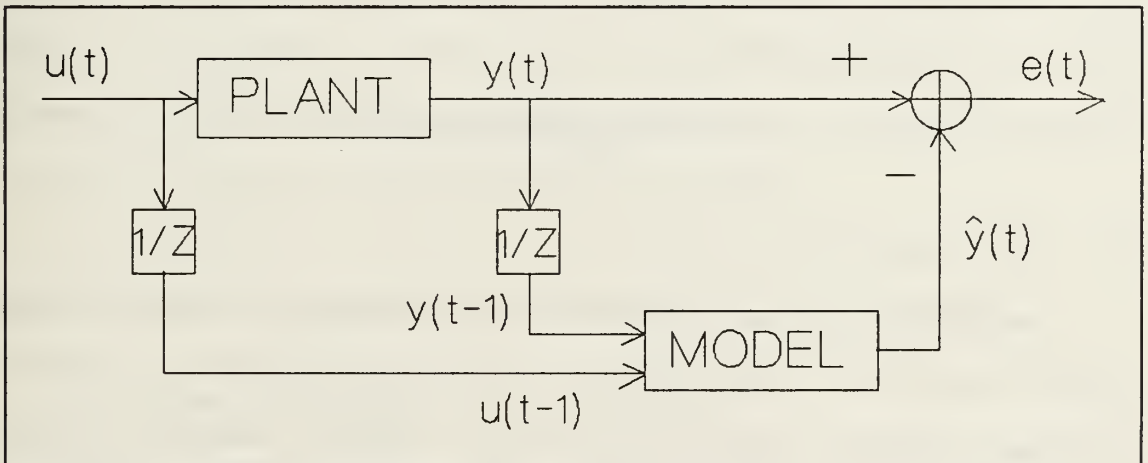 u(t)
PLANT
y(t)
+
e(t)
−
1/Z
1/Z
ŷ(t)
y(t-1)
MODEL
u(t-1)